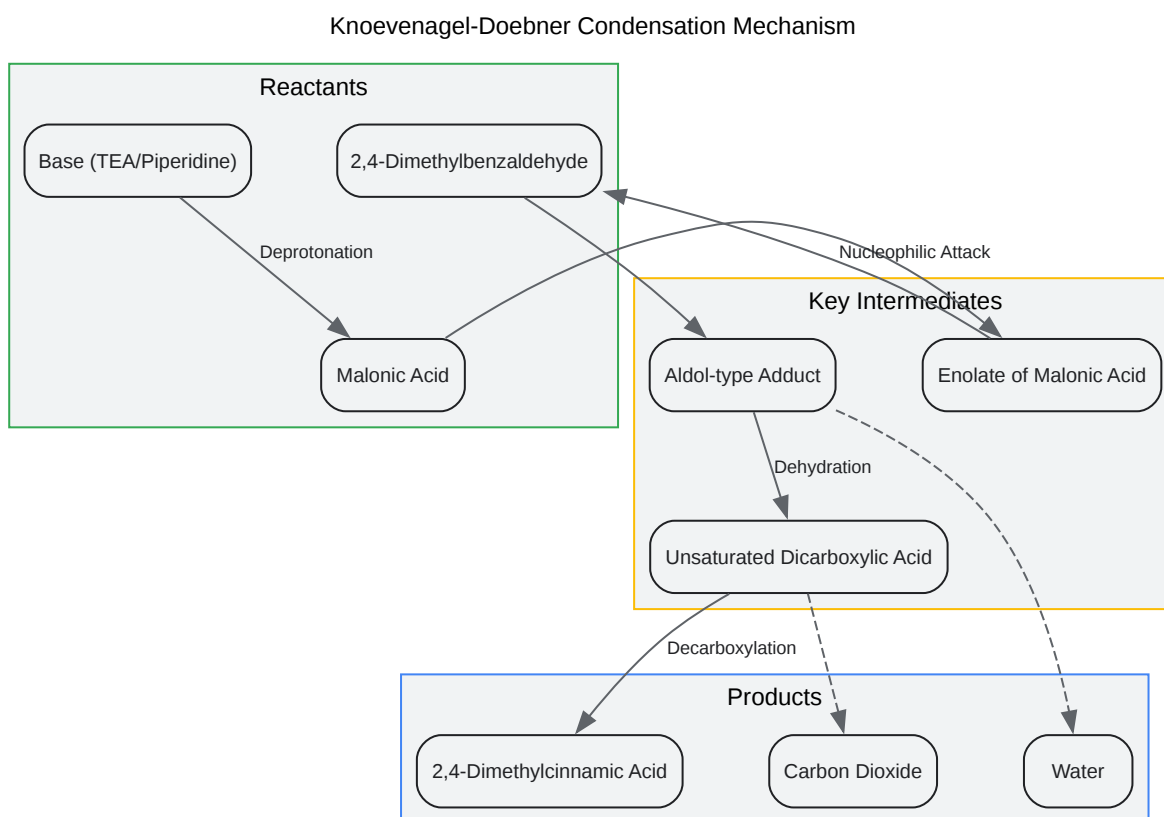 Knoevenagel-Doebner Condensation Mechanism
Reactants
Base (TEA/Piperidine)
2,4-Dimethylbenzaldehyde
Deprotonation
Nucleophilic Attack
Key Intermediates
Malonic Acid
Aldol-type Adduct
Enolate of Malonic Acid
Dehydration
Unsaturated Dicarboxylic Acid
Decarboxylation
Products
2,4-Dimethylcinnamic Acid
Carbon Dioxide
Water